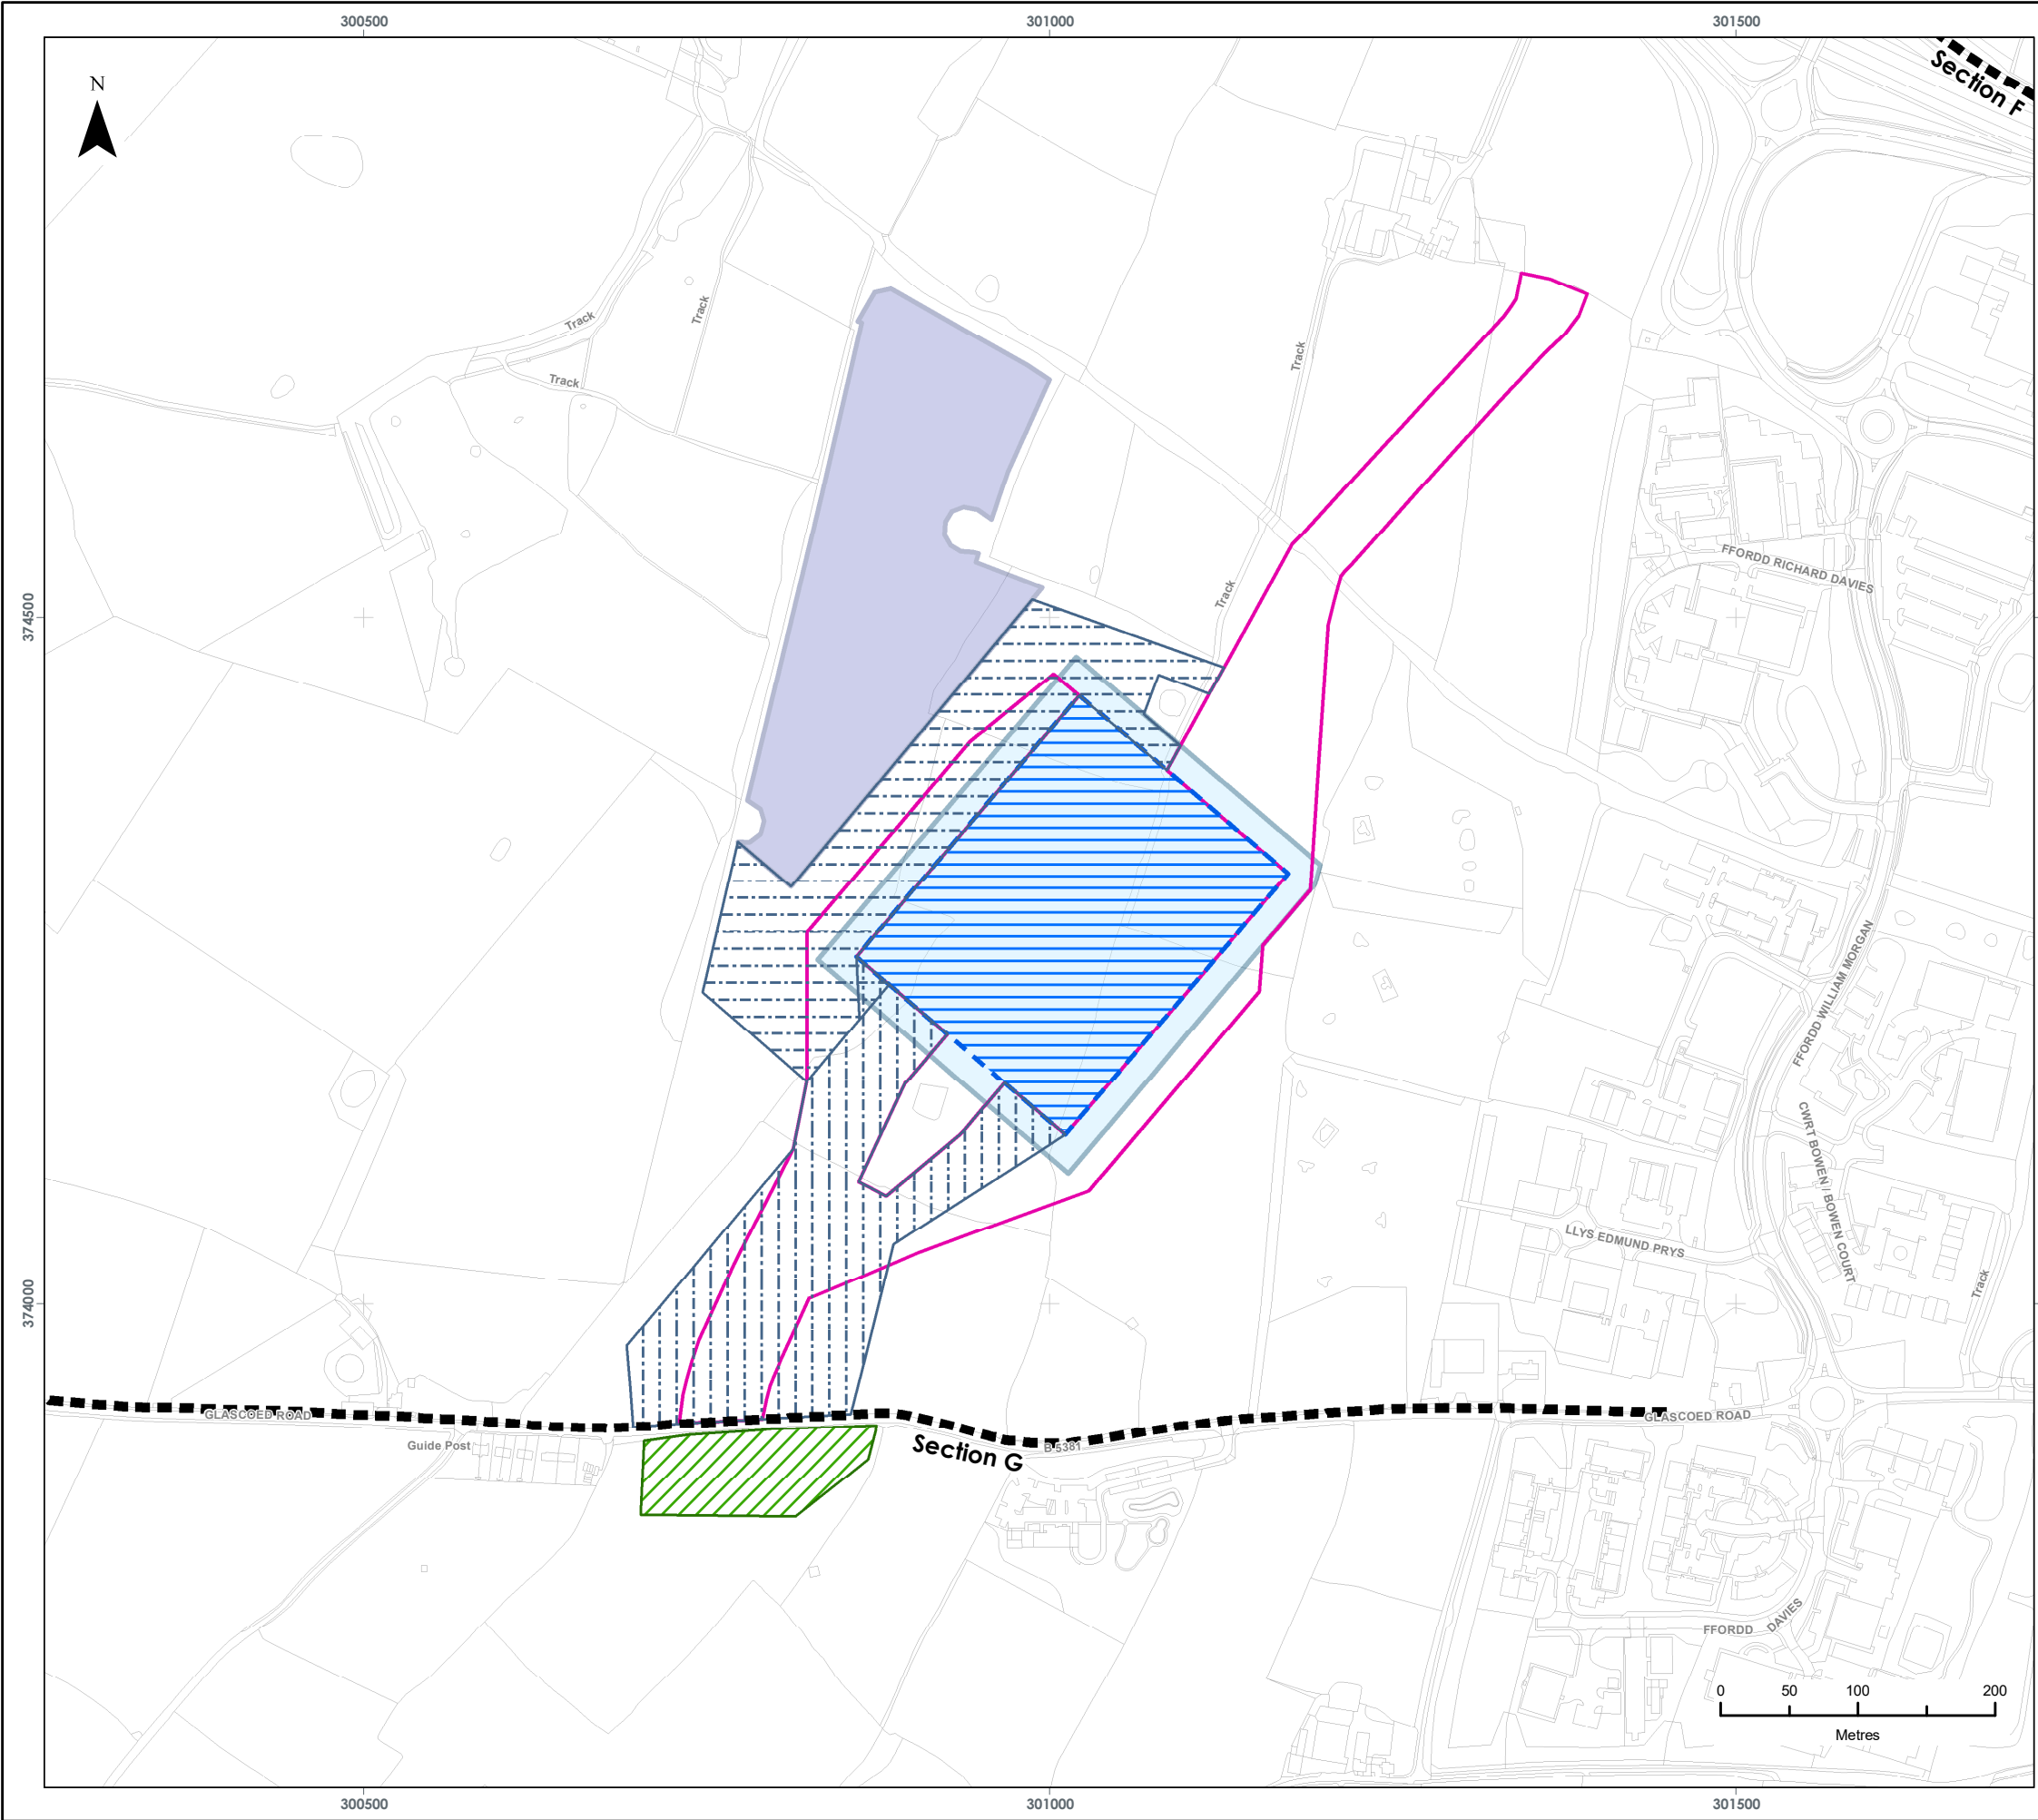 300500 301000 301500
N
Section F
Track
Track
Track
Track
Track
FFORDD RICHARD DAVIES
374500
FFORDD WILLIAM MORGAN
CWRT BOWEN / BOWEN COURT
LLYS EDMUND PRYS
Track
374000
GLASCOED ROAD
GLASCOED ROAD
Guide Post
Section G
B 5381
FFORDD DAVIES
0 50 100 200
Metres
300500 301000 301500